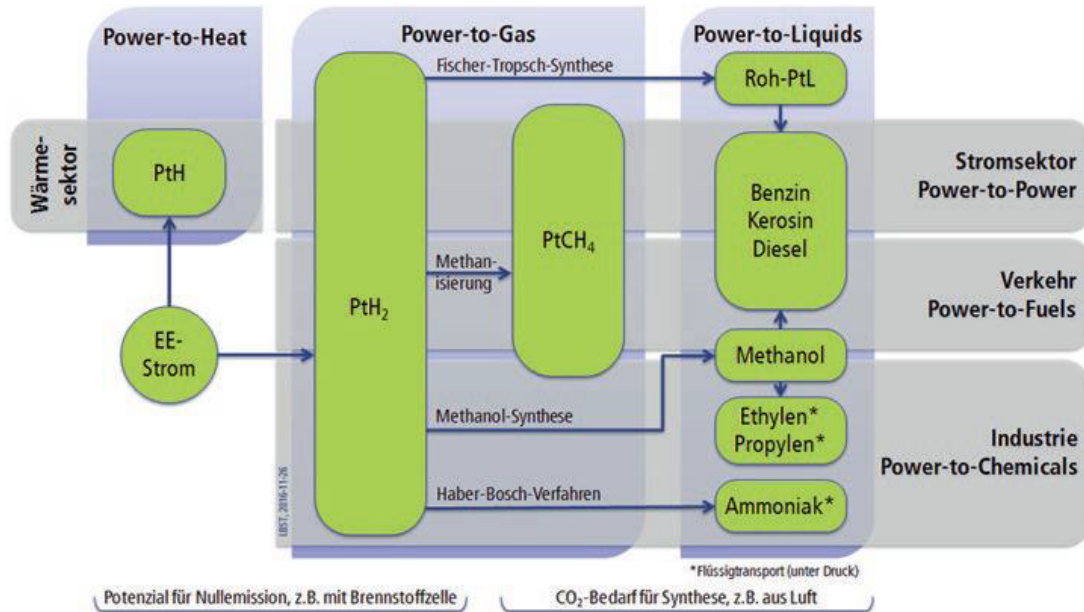 Power-to-Heat
Power-to-Gas
Power-to-Liquids
Fischer-Tropsch-Synthese
Roh-PtL
Wärme-
sektor
PtH
Stromsektor
Power-to-Power
Benzin
Kerosin
Diesel
PtCH₄
Methan-
isierung
PtH₂
Verkehr
Power-to-Fuels
EE-
Strom
Methanol
Methanol-Synthese
Ethylen*
Propylen*
Industrie
Power-to-Chemicals
Haber-Bosch-Verfahren
Ammoniak*
LBST, 2016-11-26
*Flüssigtransport (unter Druck)
Potenzial für Nullemission, z.B. mit Brennstoffzelle
CO₂-Bedarf für Synthese, z.B. aus Luft